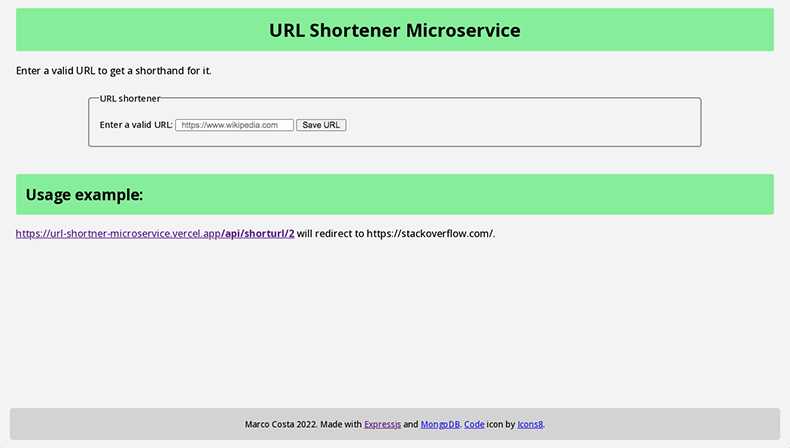 URL Shortener Microservice
Enter a valid URL to get a shorthand for it.
URL shortener
Enter a valid URL: https://www.wikipedia.com Save URL
Usage example:
https://url-shortner-microservice.vercel.app/api/shorturl/2 will redirect to https://stackoverflow.com/.
Marco Costa 2022. Made with Expressjs and MongoDB. Code icon by Icons8.